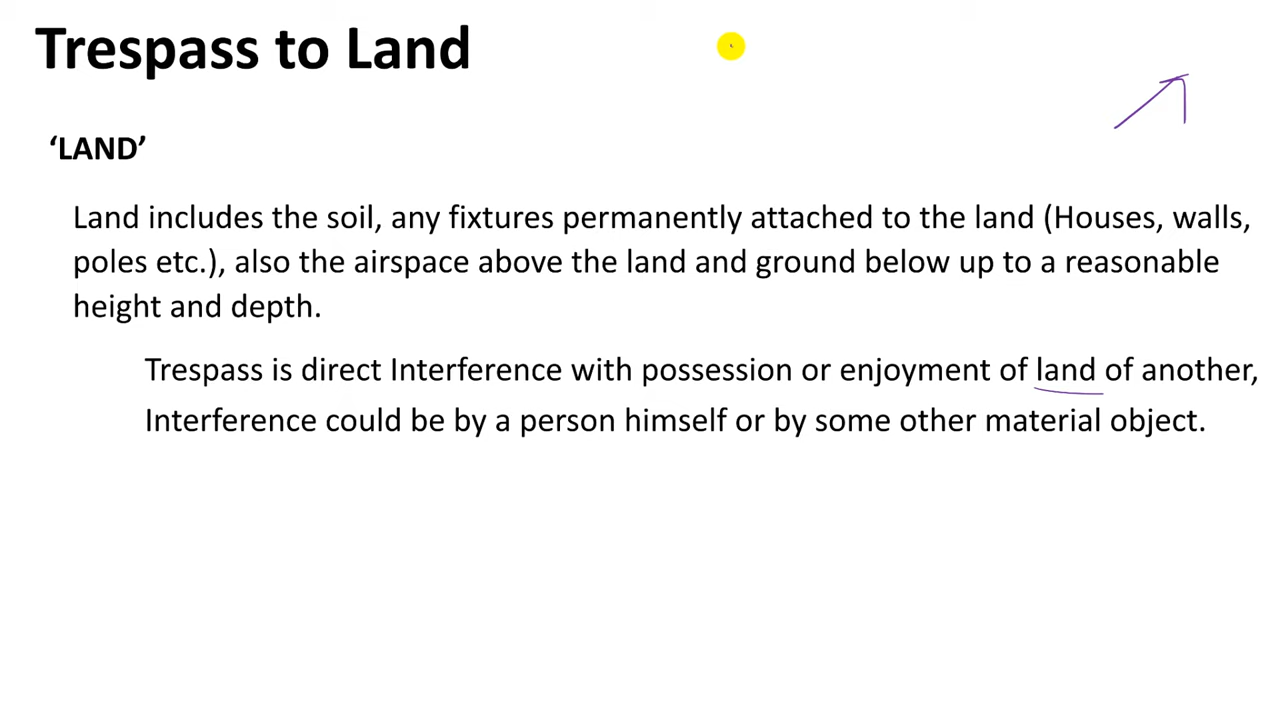 Trespass to Land
‘LAND’
Land includes the soil, any fixtures permanently attached to the land (Houses, walls,
poles etc.), also the airspace above the land and ground below up to a reasonable
height and depth.
Trespass is direct Interference with possession or enjoyment of land of another,
Interference could be by a person himself or by some other material object.